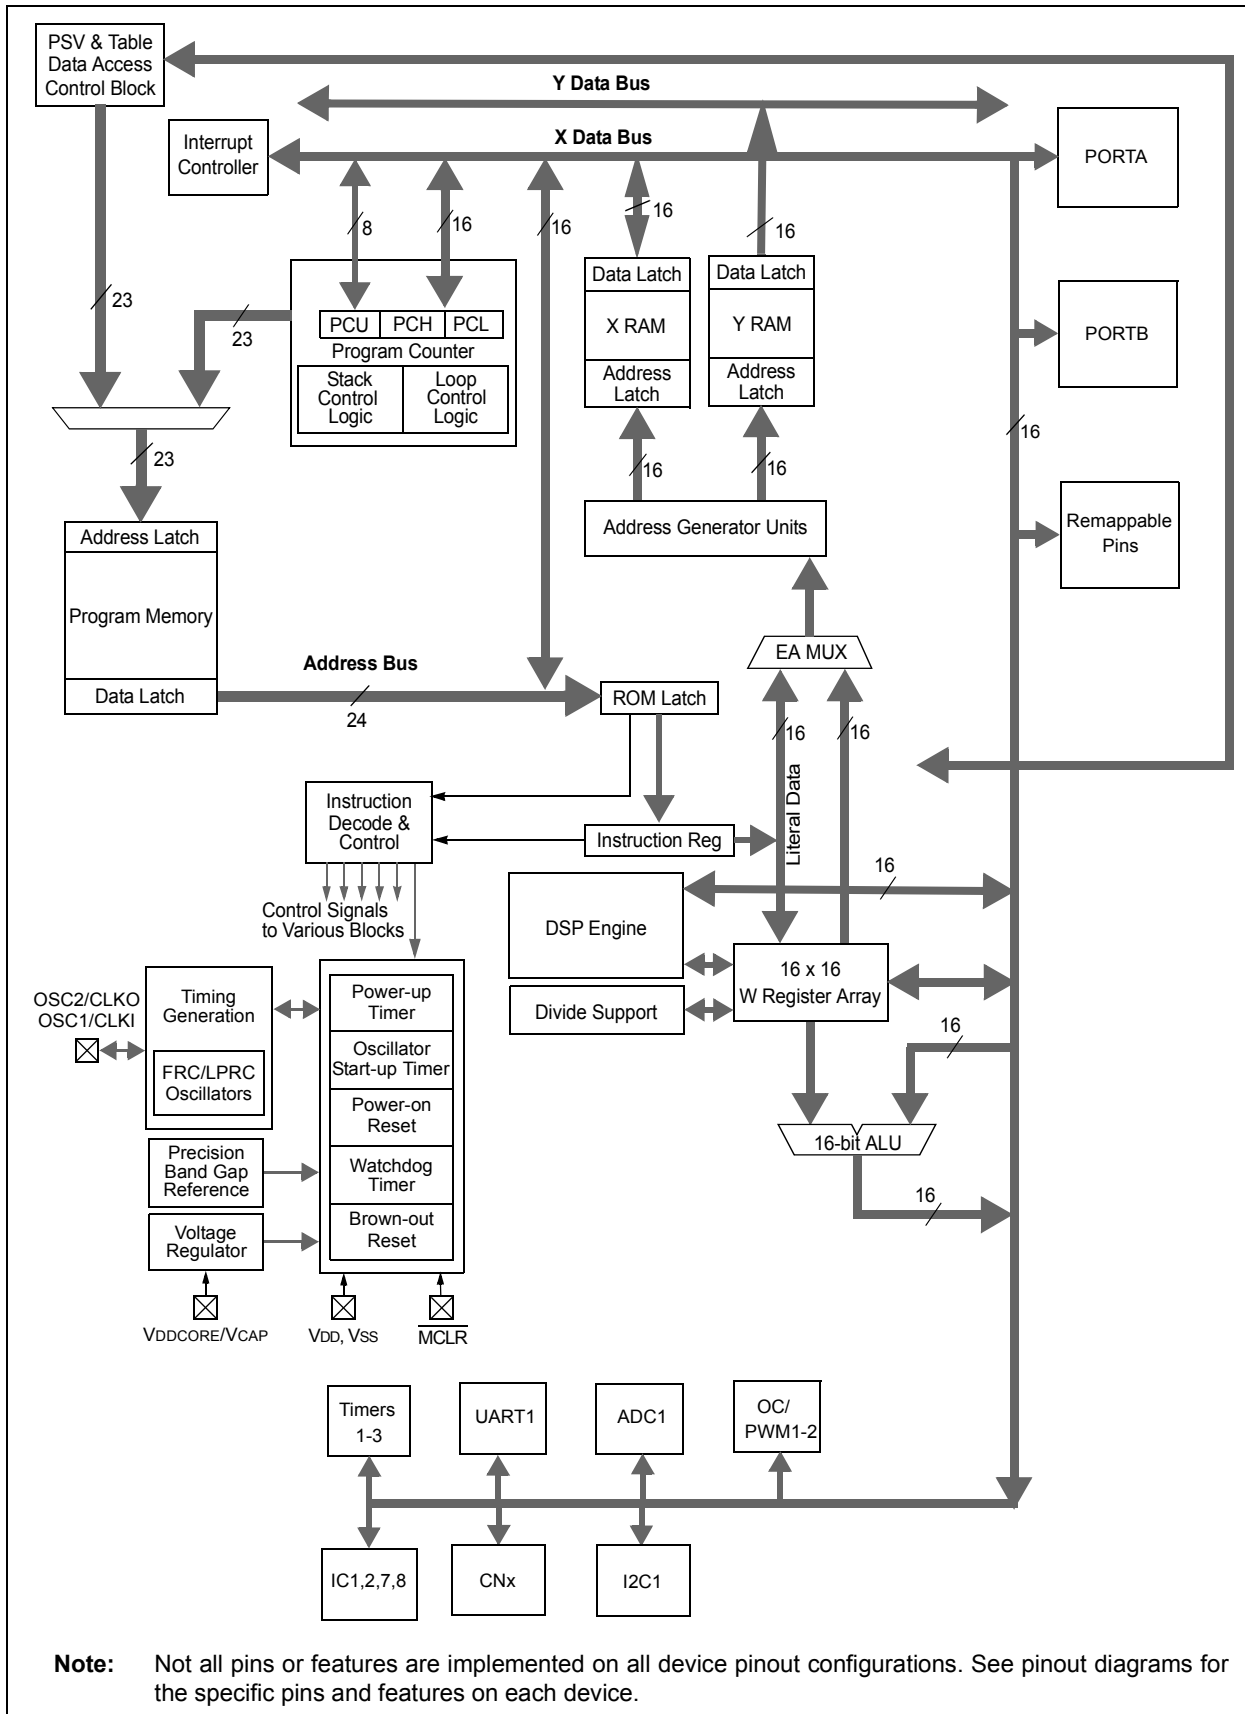 PSV & Table
Data Access
Control Block
Y Data Bus
X Data Bus
Interrupt
Controller
PORTA
8
16
16
16
16
23
23
PCU
PCH
PCL
Program Counter
Stack
Control
Logic
Loop
Control
Logic
Data Latch
X RAM
Address
Latch
Data Latch
Y RAM
Address
Latch
PORTB
16
23
16
16
Address Generator Units
Remappable
Pins
Address Latch
Program Memory
Data Latch
Address Bus
24
ROM Latch
EA MUX
16
16
Literal Data
Instruction
Decode &
Control
Instruction Reg
Control Signals
to Various Blocks
DSP Engine
16
16 x 16
W Register Array
Divide Support
OSC2/CLKO
OSC1/CLKI
Timing
Generation
FRC/LPRC
Oscillators
Power-up
Timer
Oscillator
Start-up Timer
Power-on
Reset
Watchdog
Timer
Brown-out
Reset
16
16-bit ALU
16
Precision
Band Gap
Reference
Voltage
Regulator
VDDCORE/VCAP
VDD, VSS
MCLR
Timers
1-3
UART1
ADC1
OC/
PWM1-2
IC1,2,7,8
CNx
I2C1
Note: Not all pins or features are implemented on all device pinout configurations. See pinout diagrams for
the specific pins and features on each device.